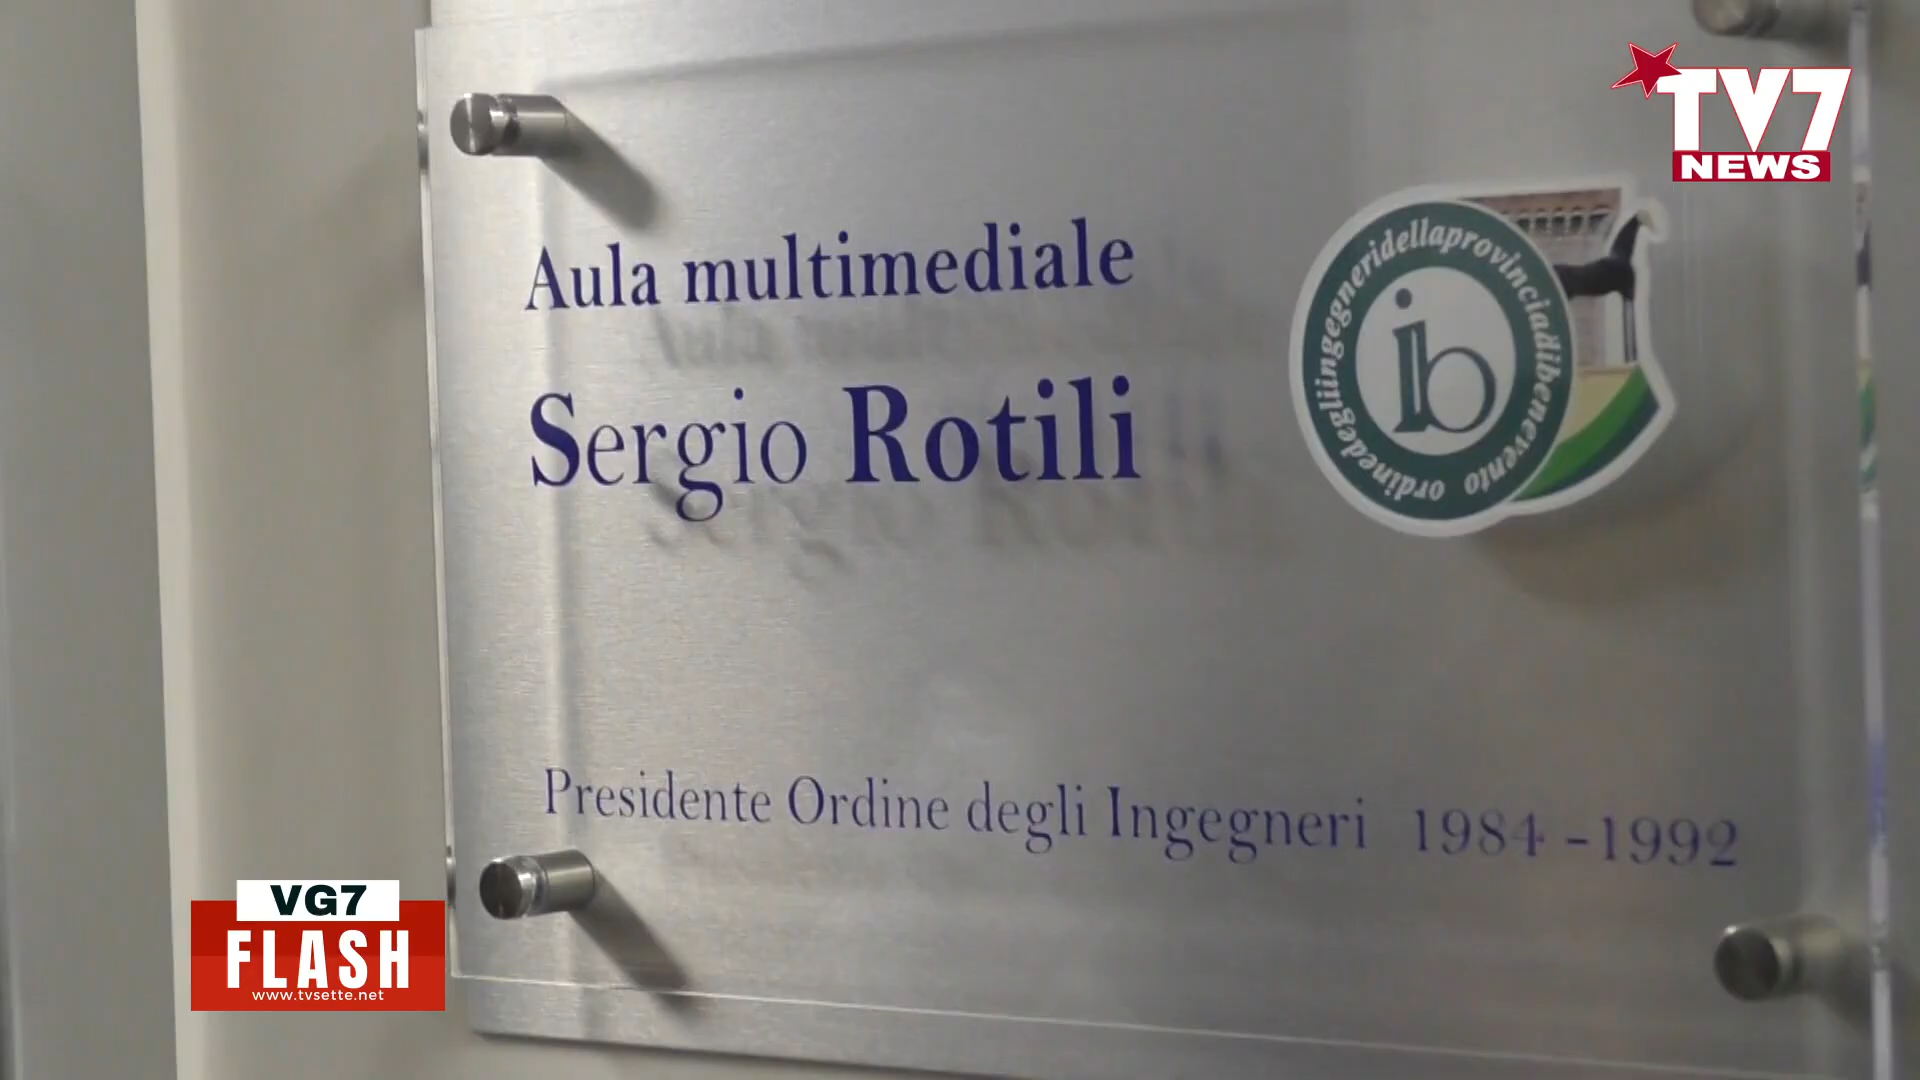 TV7
NEWS
Aula multimediale
Sergio Rotili
ordinedegliingegneridellaprovinciadibenevento
ib
Presidente Ordine degli Ingegneri 1984 - 1992
VG7
FLASH
www.tvsette.net